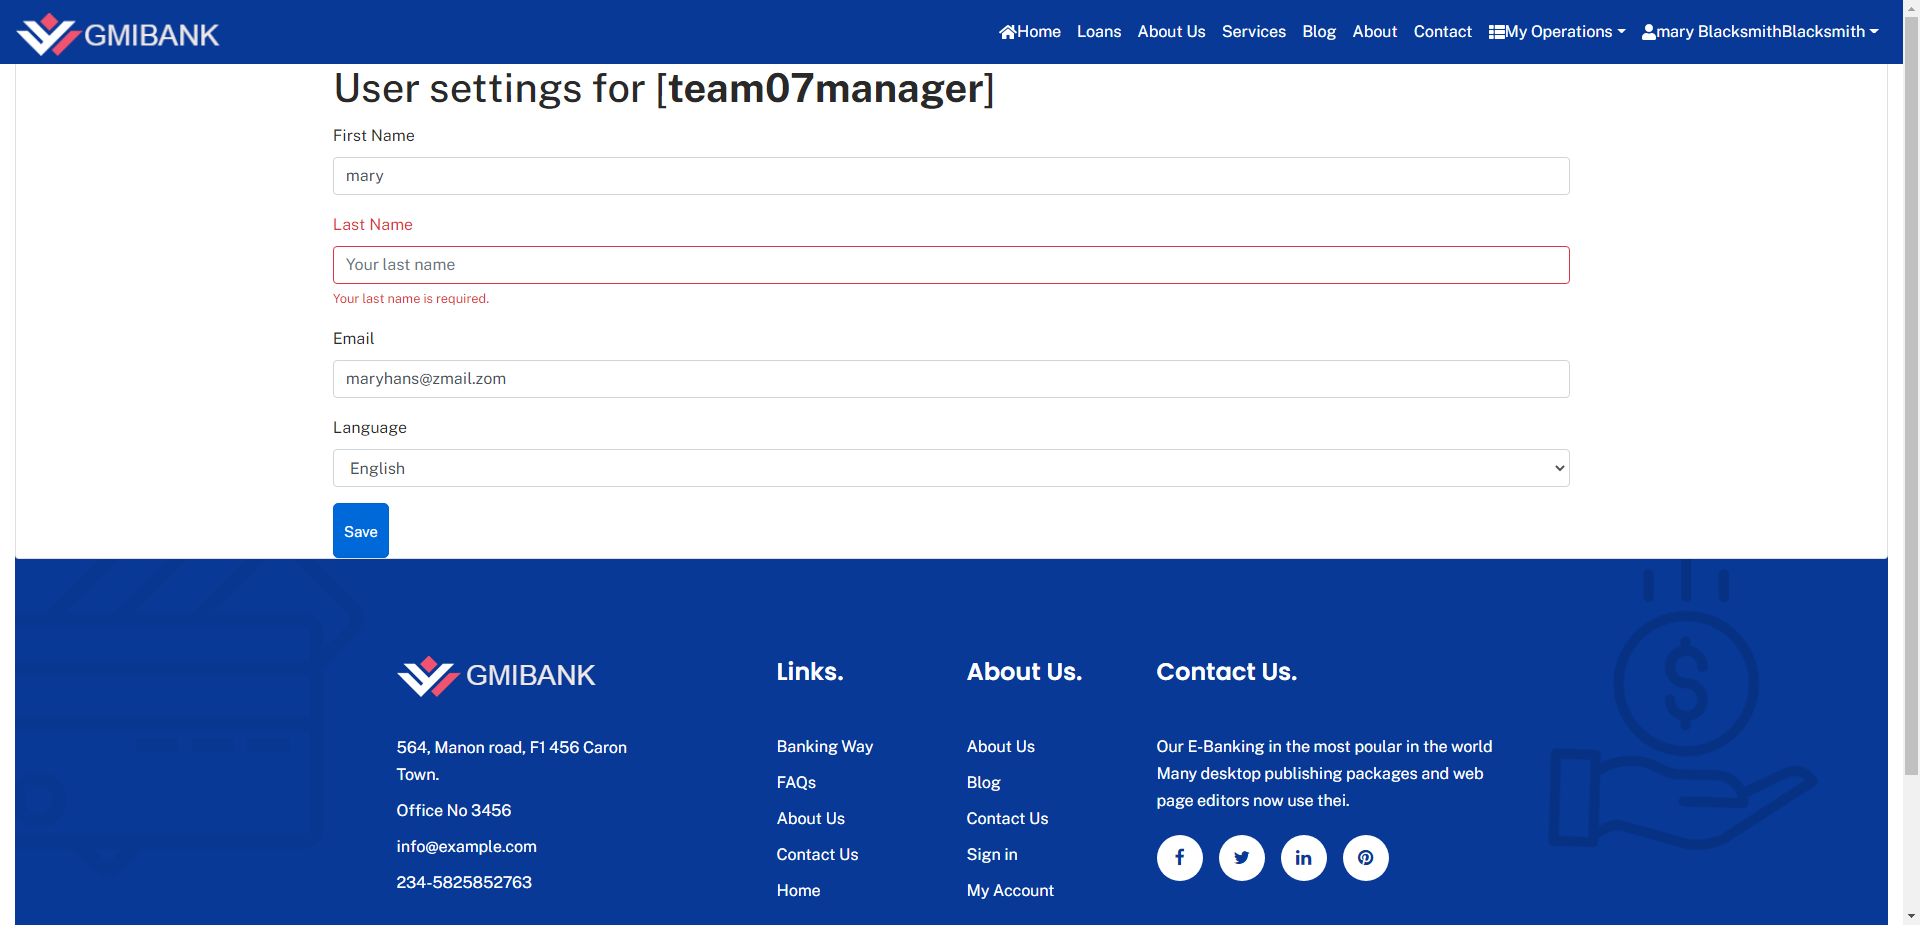 GMIBANK
Home Loans About Us Services Blog About Contact My Operations mary BlacksmithBlacksmith
User settings for [team07manager]
First Name
mary
Last Name
Your last name
Your last name is required.
Email
maryhans@zmail.zom
Language
English
Save
GMIBANK
564, Manon road, F1 456 Caron
Town.
Office No 3456
info@example.com
234-5825852763
Links.
Banking Way
FAQs
About Us
Contact Us
Home
About Us.
About Us
Blog
Contact Us
Sign in
My Account
Contact Us.
Our E-Banking in the most poular in the world
Many desktop publishing packages and web
page editors now use thei.